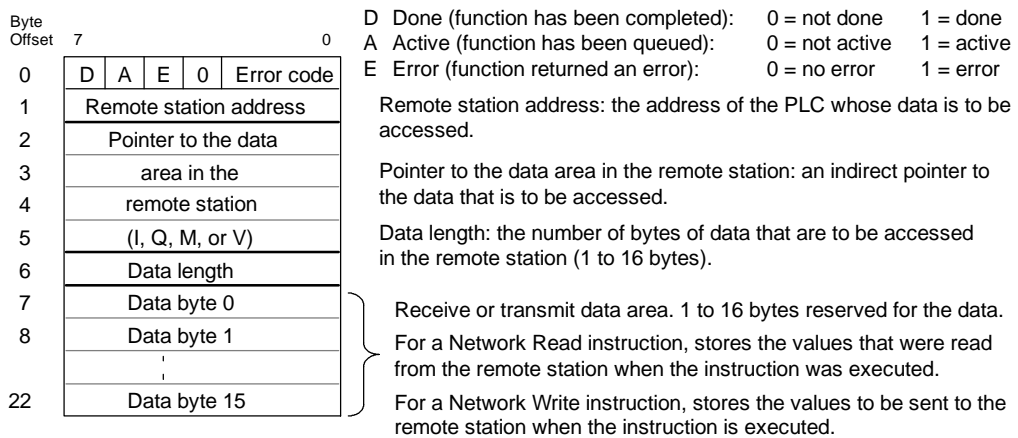 Byte
Offset 7 0
0 D A E 0 Error code
1 Remote station address
2 Pointer to the data
3 area in the
4 remote station
5 (I, Q, M, or V)
6 Data length
7 Data byte 0
8 Data byte 1
22 Data byte 15
D Done (function has been completed): 0 = not done 1 = done
A Active (function has been queued): 0 = not active 1 = active
E Error (function returned an error): 0 = no error 1 = error
Remote station address: the address of the PLC whose data is to be
accessed.
Pointer to the data area in the remote station: an indirect pointer to
the data that is to be accessed.
Data length: the number of bytes of data that are to be accessed
in the remote station (1 to 16 bytes).
Receive or transmit data area. 1 to 16 bytes reserved for the data.
For a Network Read instruction, stores the values that were read
from the remote station when the instruction was executed.
For a Network Write instruction, stores the values to be sent to the
remote station when the instruction is executed.